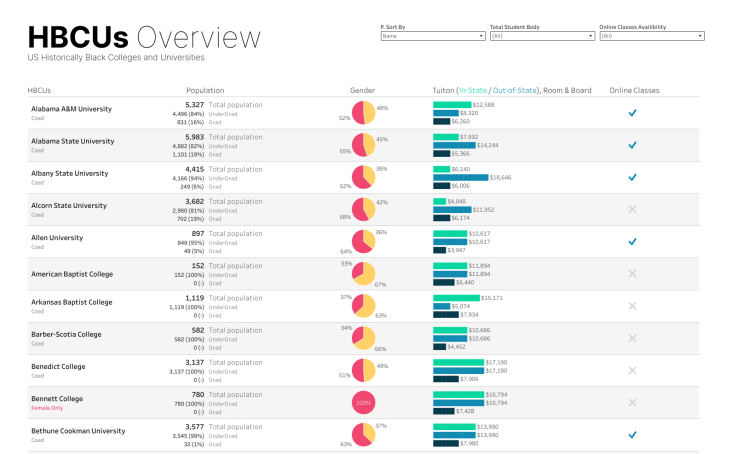 HBCUs Overview
US Historically Black Colleges and Universities
P. Sort By
Name
Total Student Body
(All)
Online Classes Availibility
(All)
HBCUs Population Gender Tuiton (In-State / Out-of-State), Room & Board Online Classes
Alabama A&M University
Coed
5,327 Total population
4,496 (84%) UnderGrad
831 (16%) Grad
48%
52%
$12,588
$8,320
$6,260
Alabama State University
Coed
5,983 Total population
4,882 (82%) UnderGrad
1,101 (18%) Grad
45%
55%
$7,932
$14,244
$5,366
Albany State University
Coed
4,415 Total population
4,166 (94%) UnderGrad
249 (6%) Grad
38%
62%
$6,140
$18,646
$6,006
Alcorn State University
Coed
3,682 Total population
2,980 (81%) UnderGrad
702 (19%) Grad
42%
58%
$4,848
$11,952
$6,174
Allen University
Coed
897 Total population
848 (95%) UnderGrad
49 (5%) Grad
36%
64%
$10,617
$10,617
$3,947
American Baptist College
152 Total population
152 (100%) UnderGrad
0 (-) Grad
33%
67%
$11,894
$11,894
$6,440
Arkansas Baptist College
Coed
1,119 Total population
1,119 (100%) UnderGrad
0 (-) Grad
37%
63%
$15,171
$5,074
$7,834
Barber-Scotia College
Coed
582 Total population
582 (100%) UnderGrad
0 (-) Grad
34%
66%
$10,686
$10,686
$4,452
Benedict College
Coed
3,137 Total population
3,137 (100%) UnderGrad
0 (-) Grad
49%
51%
$17,190
$17,190
$7,906
Bennett College
Female Only
780 Total population
780 (100%) UnderGrad
0 (-) Grad
100%
$16,794
$16,794
$7,428
Bethune Cookman University
Coed
3,577 Total population
3,545 (99%) UnderGrad
32 (1%) Grad
37%
63%
$13,990
$13,990
$7,980